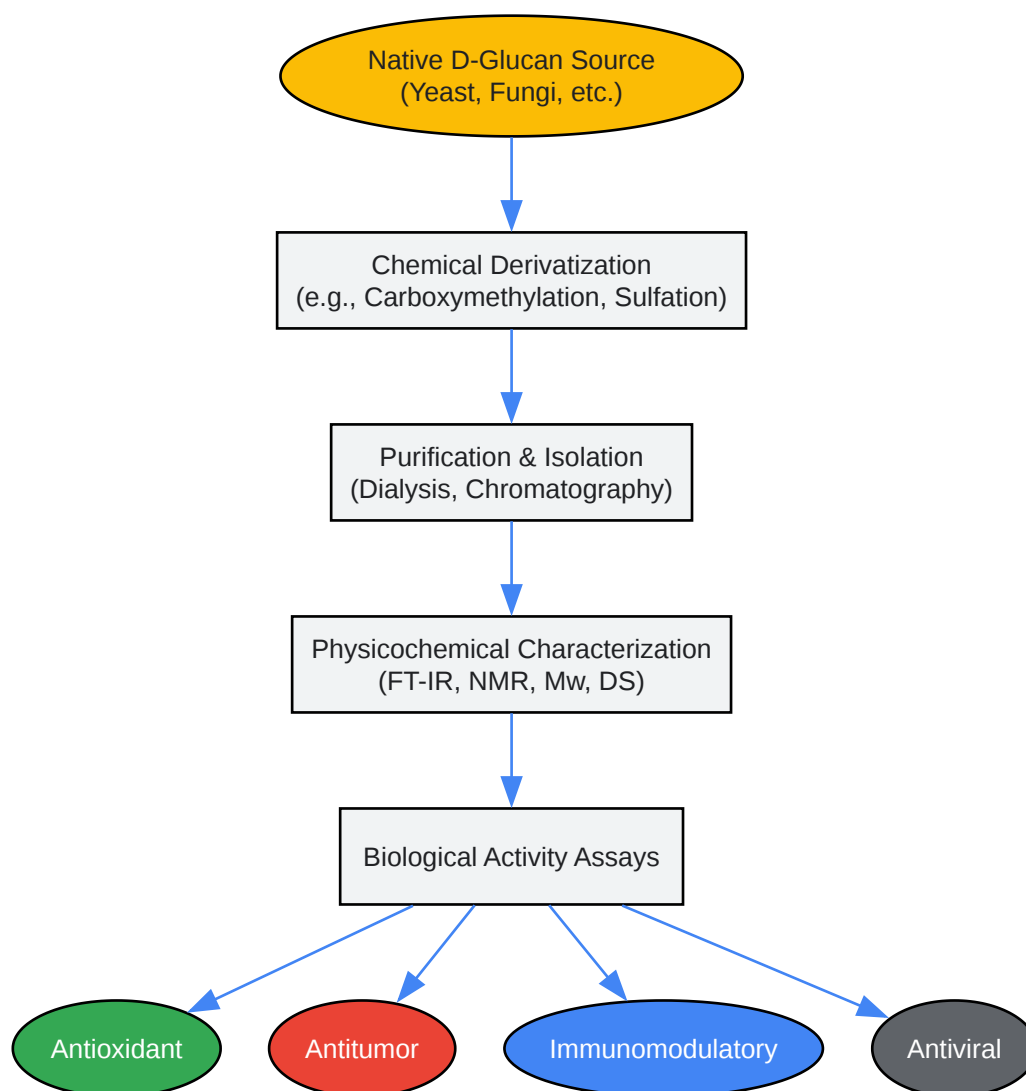 Native D-Glucan Source
(Yeast, Fungi, etc.)
Chemical Derivatization
(e.g., Carboxymethylation, Sulfation)
Purification & Isolation
(Dialysis, Chromatography)
Physicochemical Characterization
(FT-IR, NMR, Mw, DS)
Biological Activity Assays
Antioxidant
Antitumor
Immunomodulatory
Antiviral